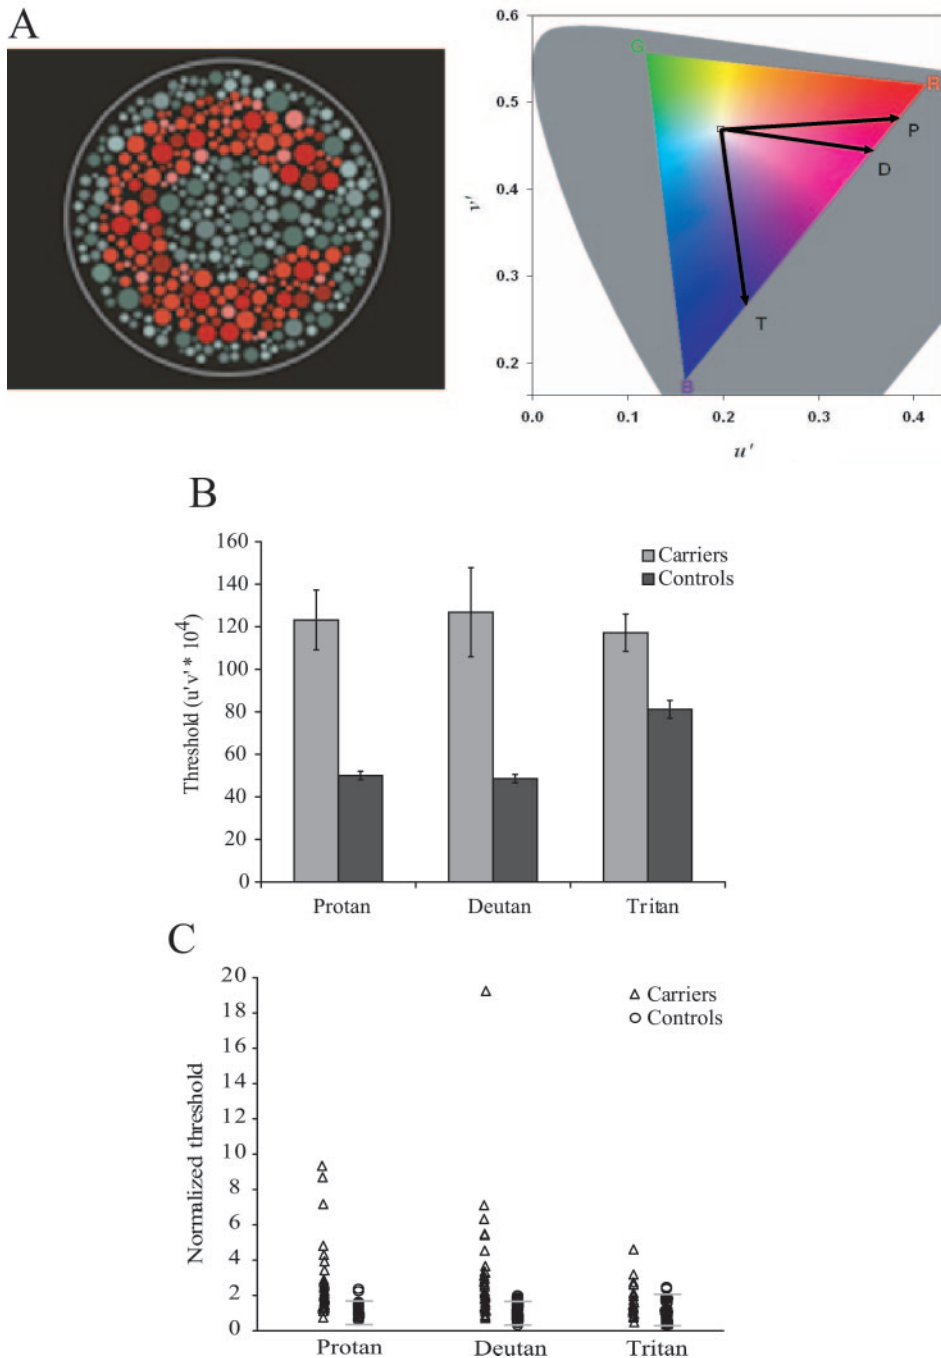 A
0.6
0.5
0.4
0.3
0.2
v'
G
R
P
D
T
B
0.0 0.1 0.2 0.3 0.4
u'
B
Threshold (u'v' * 10^4)
160
140
120
100
80
60
40
20
0
Carriers
Controls
Protan Deutan Tritan
C
Normalized threshold
20
18
16
14
12
10
8
6
4
2
0
Carriers
Controls
Protan Deutan Tritan